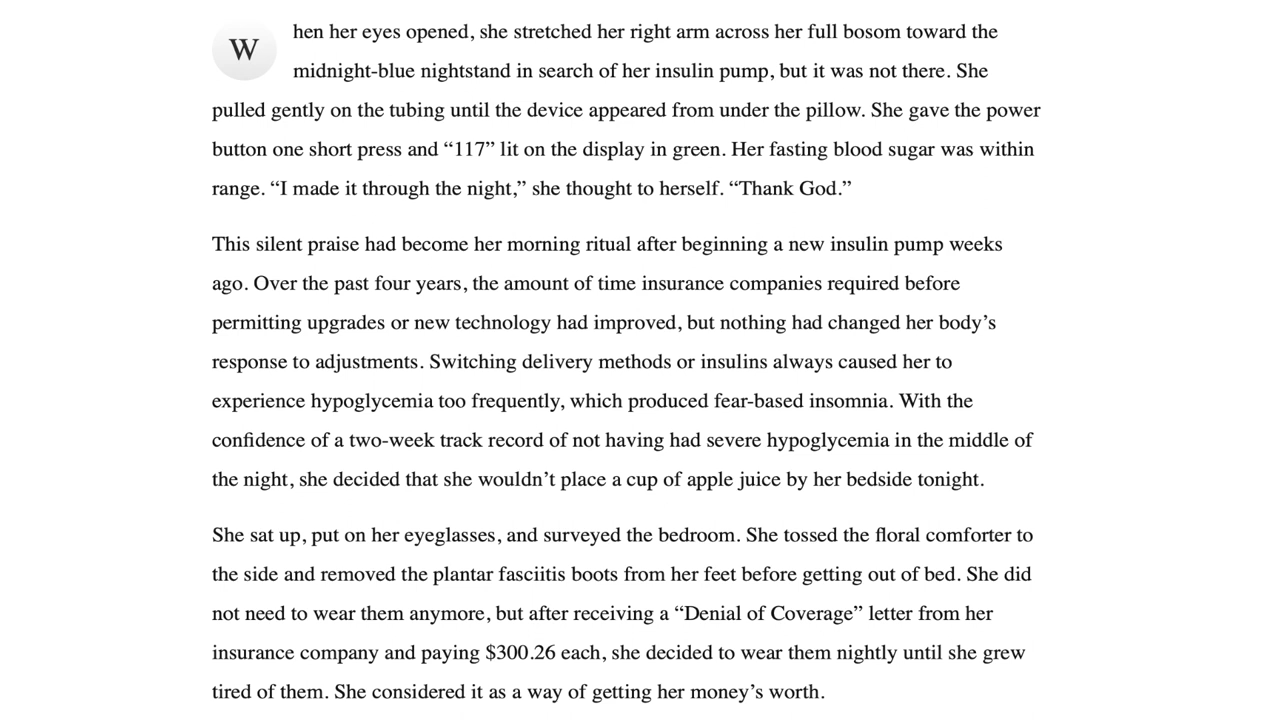 When her eyes opened, she stretched her right arm across her full bosom toward the
midnight-blue nightstand in search of her insulin pump, but it was not there. She
pulled gently on the tubing until the device appeared from under the pillow. She gave the power
button one short press and “117” lit on the display in green. Her fasting blood sugar was within
range. “I made it through the night,” she thought to herself. “Thank God.”
This silent praise had become her morning ritual after beginning a new insulin pump weeks
ago. Over the past four years, the amount of time insurance companies required before
permitting upgrades or new technology had improved, but nothing had changed her body’s
response to adjustments. Switching delivery methods or insulins always caused her to
experience hypoglycemia too frequently, which produced fear-based insomnia. With the
confidence of a two-week track record of not having had severe hypoglycemia in the middle of
the night, she decided that she wouldn’t place a cup of apple juice by her bedside tonight.
She sat up, put on her eyeglasses, and surveyed the bedroom. She tossed the floral comforter to
the side and removed the plantar fasciitis boots from her feet before getting out of bed. She did
not need to wear them anymore, but after receiving a “Denial of Coverage” letter from her
insurance company and paying $300.26 each, she decided to wear them nightly until she grew
tired of them. She considered it as a way of getting her money’s worth.